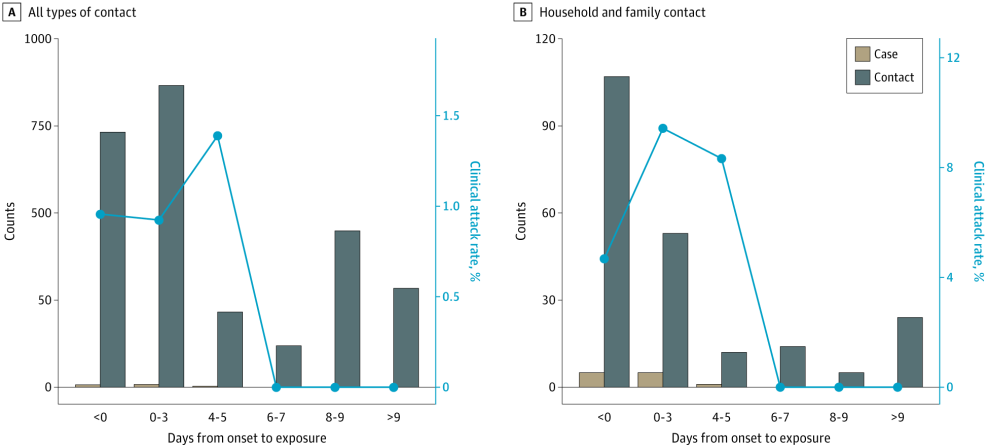 A All types of contact
1000
750
500
50
0
Counts
1.5
1.0
0.5
0
Clinical attack rate, %
<0 0-3 4-5 6-7 8-9 >9
Days from onset to exposure
B Household and family contact
120
90
60
30
0
Counts
Case
Contact
12
8
4
0
Clinical attack rate, %
<0 0-3 4-5 6-7 8-9 >9
Days from onset to exposure